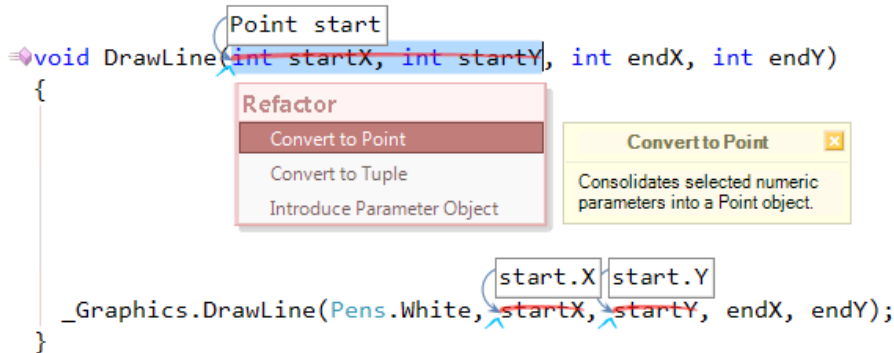 Point start
void DrawLine(int startX, int startY, int endX, int endY)
{
Refactor
Convert to Point
Convert to Tuple
Introduce Parameter Object
Convert to Point
Consolidates selected numeric
parameters into a Point object.
start.X start.Y
_Graphics.DrawLine(Pens.White, startX, startY, endX, endY);
}